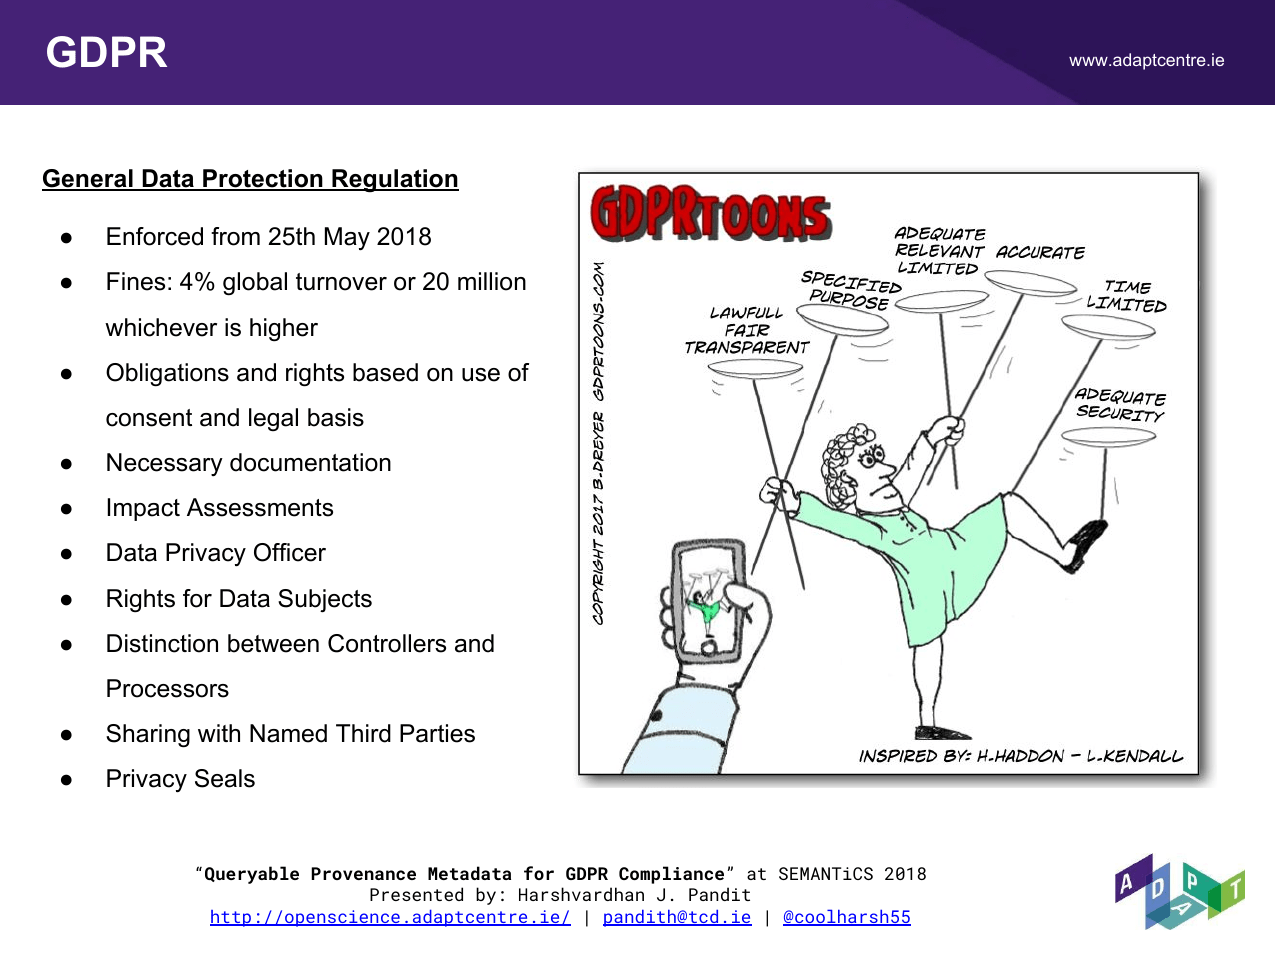 GDPR
www.adaptcentre.ie
General Data Protection Regulation
● Enforced from 25th May 2018
● Fines: 4% global turnover or 20 million
whichever is higher
● Obligations and rights based on use of
consent and legal basis
● Necessary documentation
● Impact Assessments
● Data Privacy Officer
● Rights for Data Subjects
● Distinction between Controllers and
Processors
● Sharing with Named Third Parties
● Privacy Seals
GDPRTOONS
COPYRIGHT 2017 B.DREYER GDPRTOONS.COM
LAWFULL
FAIR
TRANSPARENT
SPECIFIED
PURPOSE
ADEQUATE
RELEVANT
LIMITED
ACCURATE
TIME
LIMITED
ADEQUATE
SECURITY
INSPIRED BY: H.HADDON – L.KENDALL
“Queryable Provenance Metadata for GDPR Compliance” at SEMANTiCS 2018
Presented by: Harshvardhan J. Pandit
http://openscience.adaptcentre.ie/ | pandith@tcd.ie | @coolharsh55
ADAPT